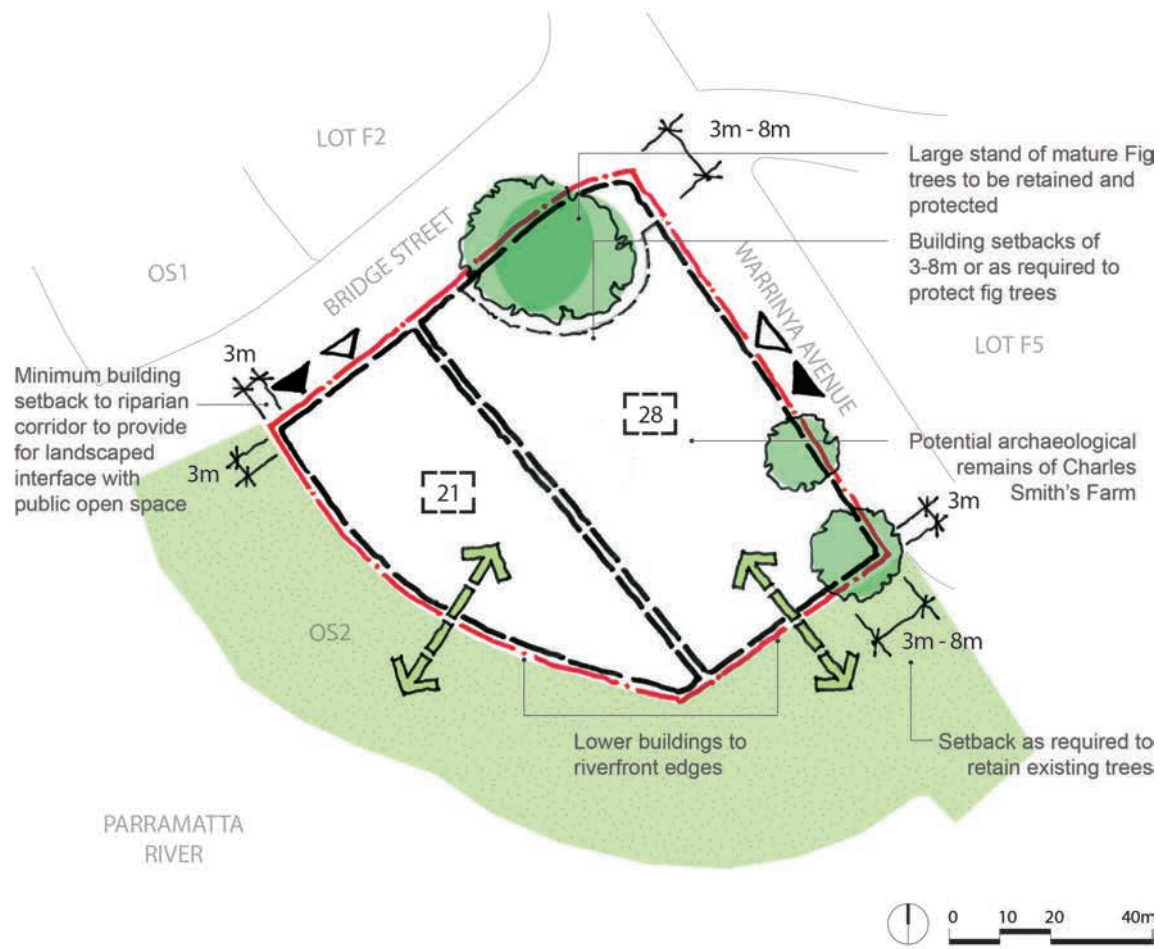 LOT F2
3m - 8m
Large stand of mature Fig
trees to be retained and
protected
Building setbacks of
3-8m or as required to
protect fig trees
OS1
BRIDGE STREET
WARRINYA AVENUE
LOT F5
3m
Minimum building
setback to riparian
corridor to provide
for landscaped
interface with
public open space
3m
28
21
Potential archaeological
remains of Charles
Smith's Farm
3m
OS2
3m - 8m
Lower buildings to
riverfront edges
Setback as required to
retain existing trees
PARRAMATTA
RIVER
0 10 20 40m